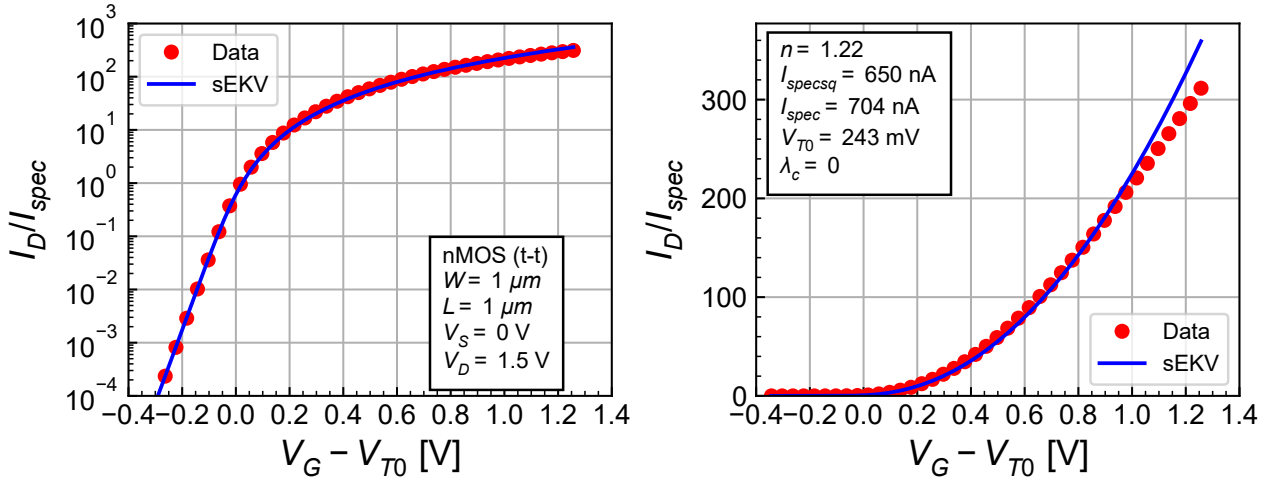 I_D/I_spec
10^3
10^2
10^1
10^0
10^−1
10^−2
10^−3
10^−4
Data
sEKV
nMOS (t-t)
W = 1 µm
L = 1 µm
V_S = 0 V
V_D = 1.5 V
−0.4 −0.2 0.0 0.2 0.4 0.6 0.8 1.0 1.2 1.4
V_G − V_T0 [V]
I_D/I_spec
300
200
100
0
n = 1.22
I_specsq = 650 nA
I_spec = 704 nA
V_T0 = 243 mV
λ_c = 0
Data
sEKV
−0.4 −0.2 0.0 0.2 0.4 0.6 0.8 1.0 1.2 1.4
V_G − V_T0 [V]